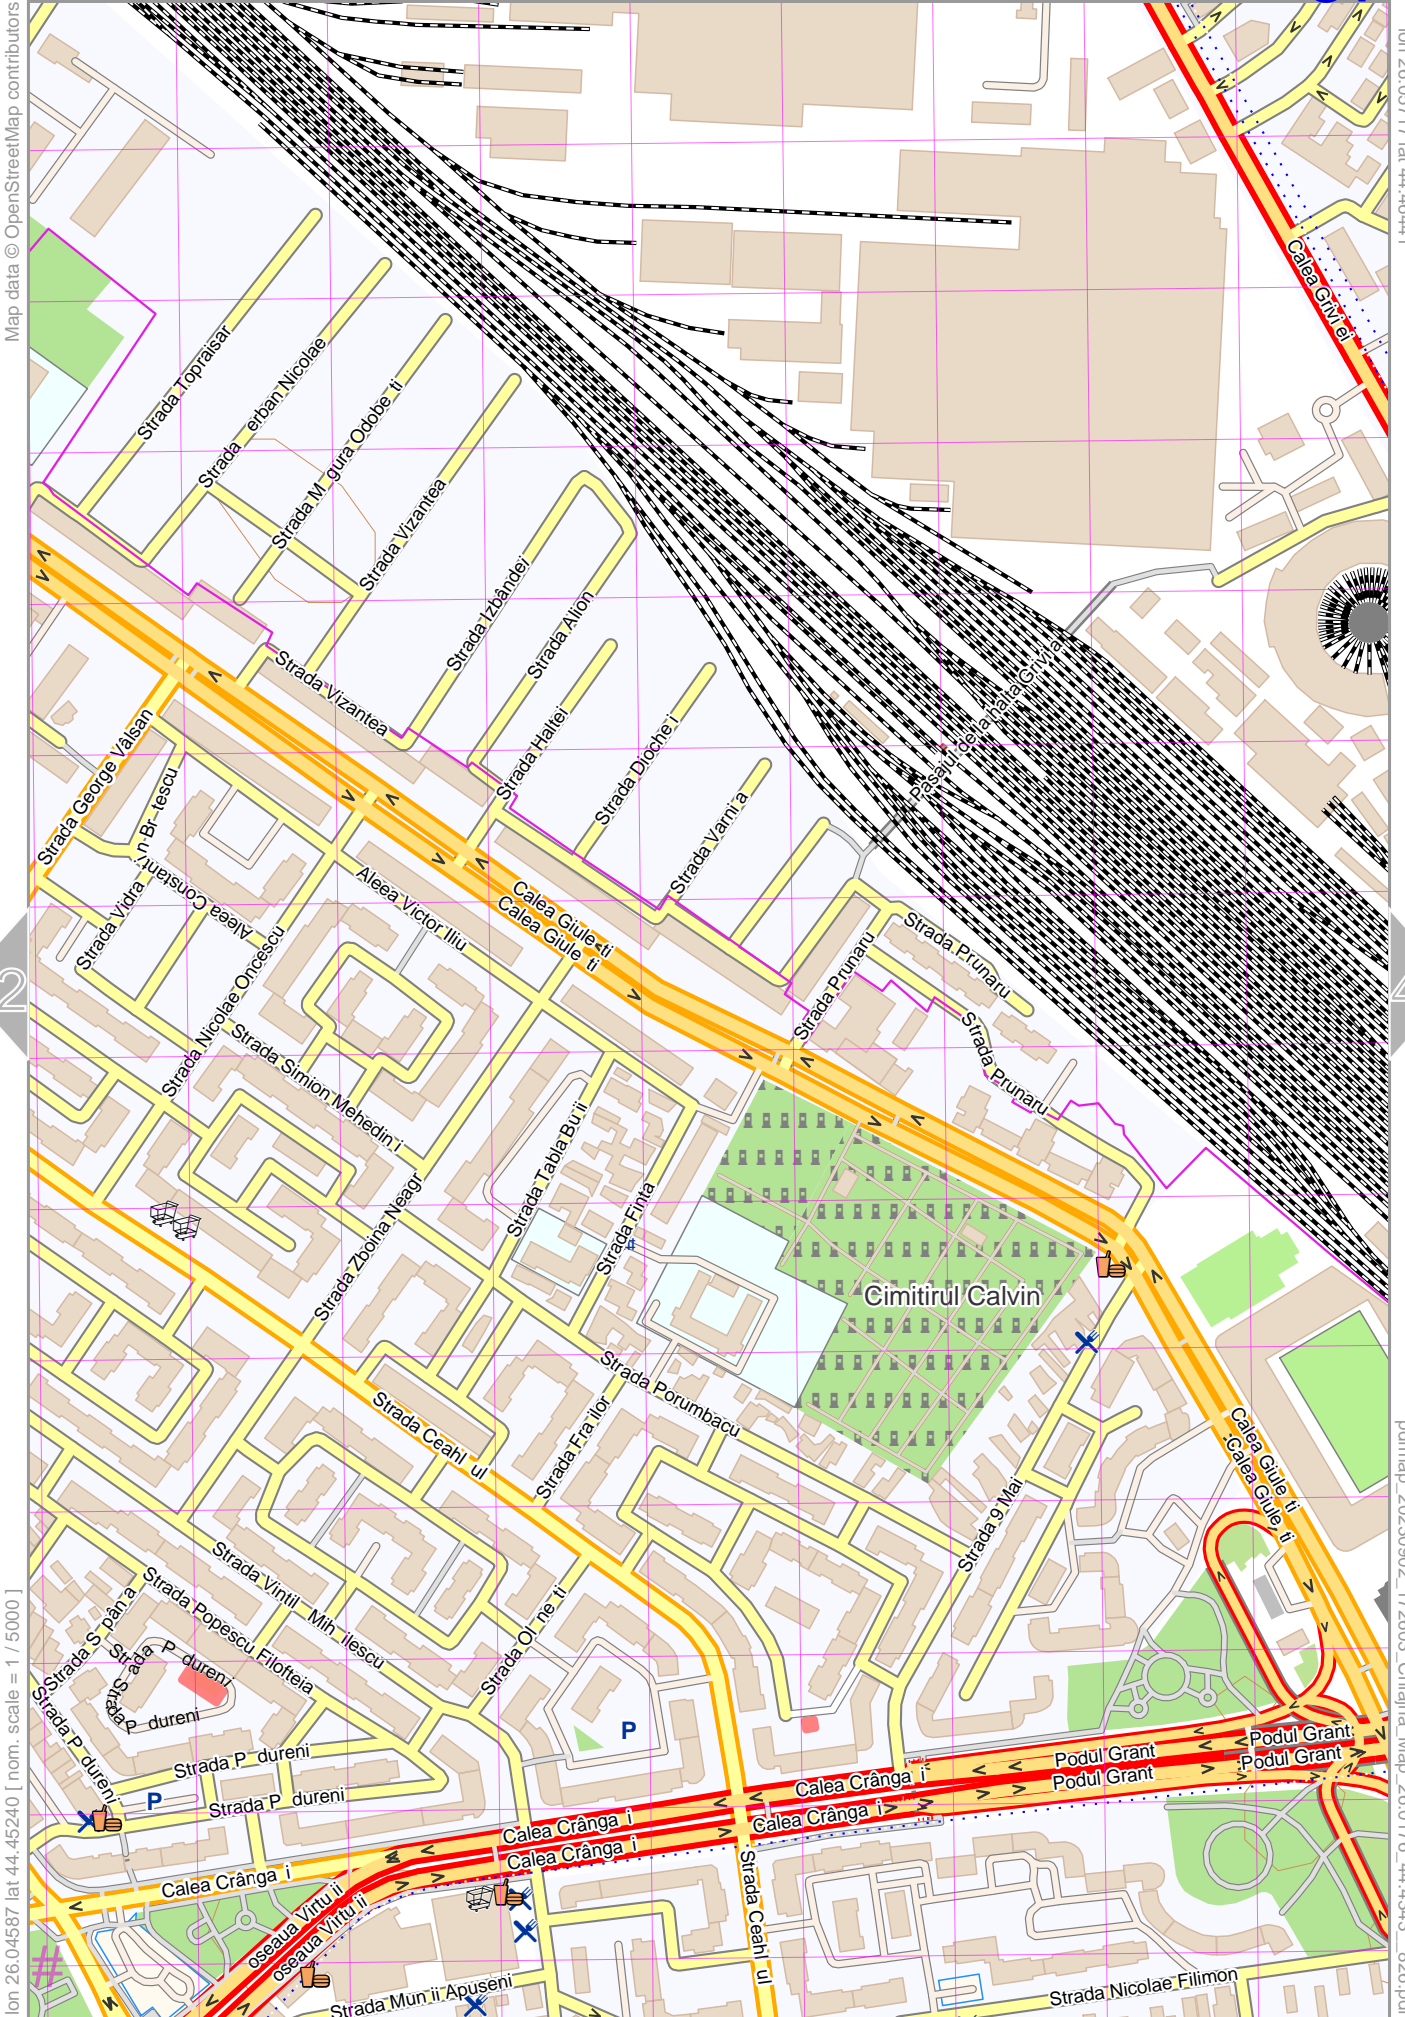 Map data © OpenStreetMap contributors
Calea Grivi ei
Strada Topraisar
Strada  erban Nicolae
Strada M gura Odobe ti
Strada Vizantea
Strada Izbândei
Strada Alion
Strada Vizantea
Strada Haltei
Strada Dioche i
Strada Varni a
Pasajul de la halta Grivi a
Strada George Vâlsan
Strada Vidra
Aleea Constantin Br tescu
Aleea Victor Iliu
Calea Giule ti
Calea Giule ti
Strada Prunaru
Strada Prunaru
Strada Prunaru
2
Strada Nicolae Oncescu
Strada Simion Mehedin i
Strada Tabla Bu ii
Strada Finta
Strada Zboina Neagr
Cimitirul Calvin
Strada Ceahl ul
Strada Porumbacu
Strada Fra ilor
Strada 9 Mai
Calea Giule ti
Calea Giule ti
Strada Vintil  Mih ilescu
Strada Popescu Filofteia
Strada S pân a
Strada P dureni
Strada P dureni
Strada P dureni
Strada P dureni
Strada P dureni
Strada Ol ne ti
P
P
Podul Grant
Podul Grant
Podul Grant
Podul Grant
Calea Crânga i
Calea Crânga i
Calea Crânga i
Calea Crânga i
Calea Crânga i
oseaua Virtu ii
oseaua Virtu ii
Strada Ceahl ul
Strada Mun ii Apuseni
Strada Nicolae Filimon
lon 26.04587 lat 44.45240 [ nom. scale = 1 / 5000 ]